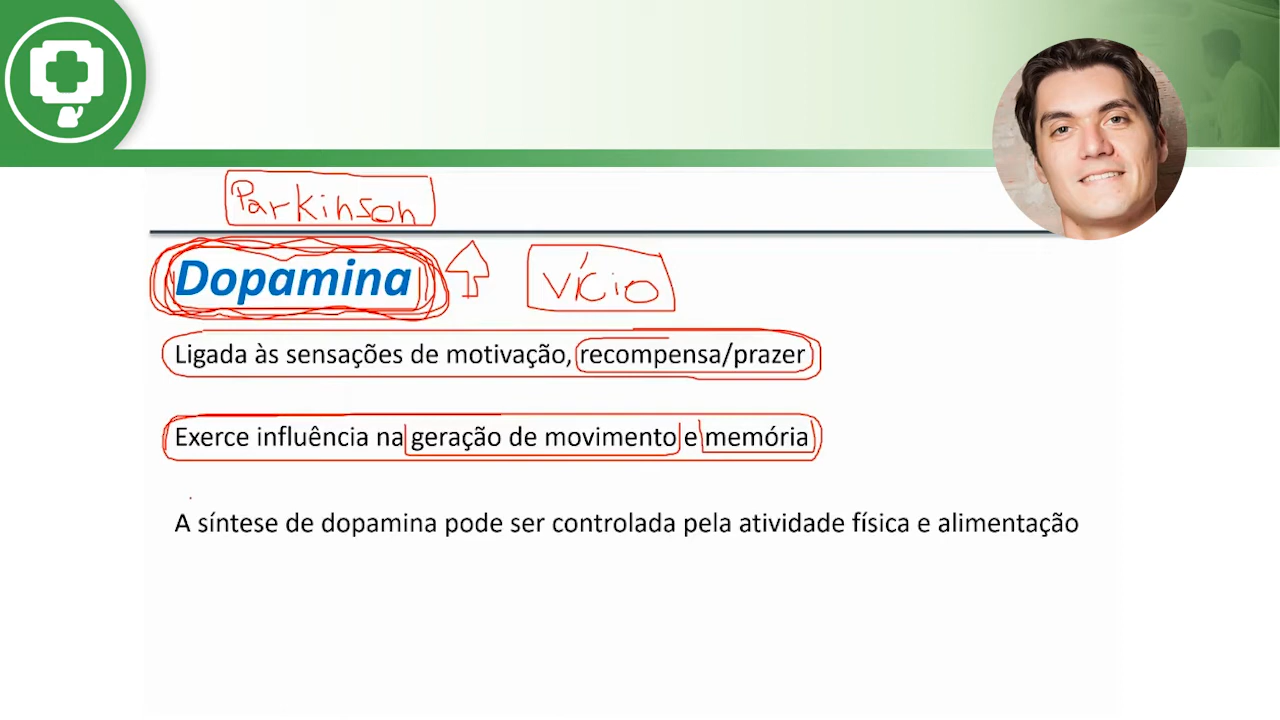 Parkinson
Dopamina
vício
Ligada às sensações de motivação, recompensa/prazer
Exerce influência na geração de movimento e memória
A síntese de dopamina pode ser controlada pela atividade física e alimentação